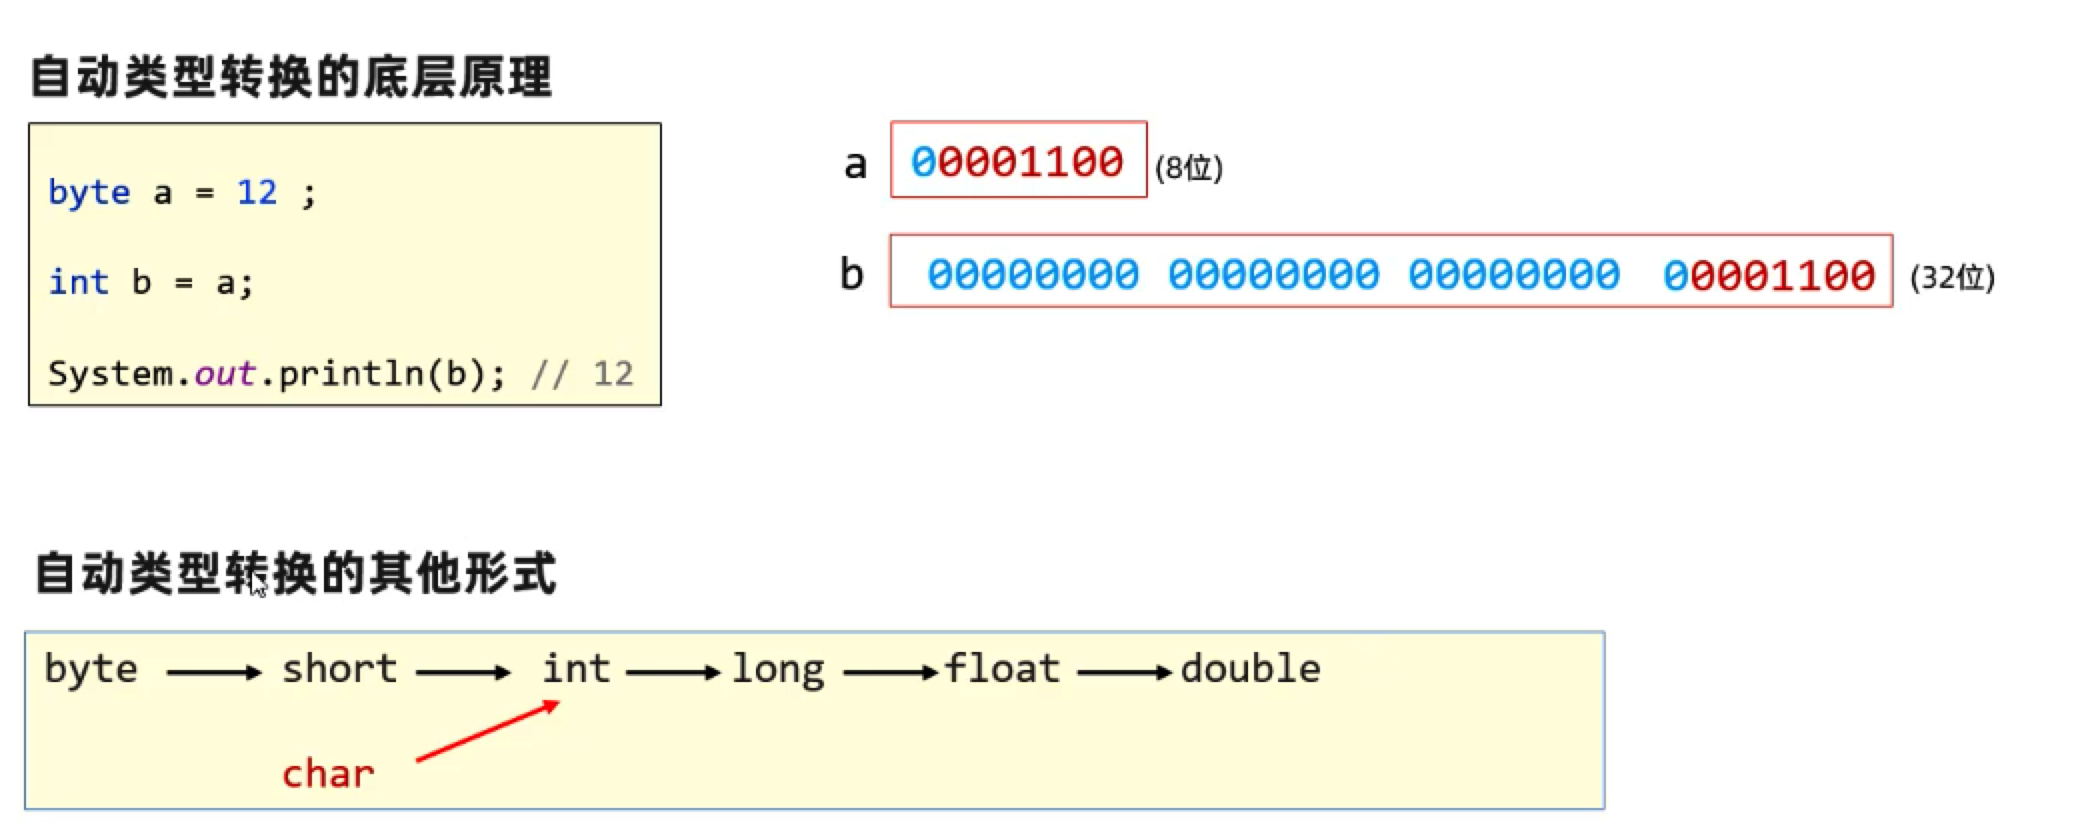 自动类型转换的底层原理
byte a = 12 ;
int b = a;
System.out.println(b); // 12
a 00001100 (8位)
b 00000000 00000000 00000000 00001100 (32位)
自动类型转换的其他形式
byte short int long float double
char